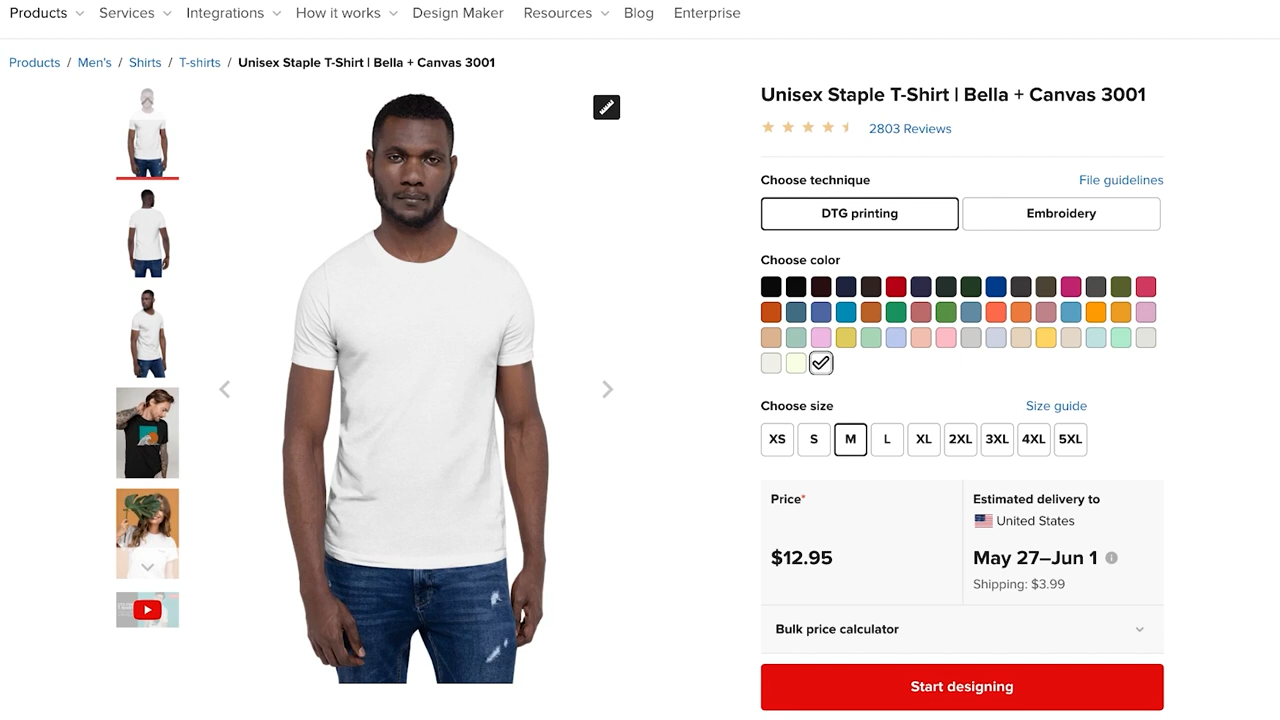 Products Services Integrations How it works Design Maker Resources Blog Enterprise
Products / Men's / Shirts / T-shirts / Unisex Staple T-Shirt | Bella + Canvas 3001
Unisex Staple T-Shirt | Bella + Canvas 3001
2803 Reviews
Choose technique File guidelines
DTG printing Embroidery
Choose color
Choose size Size guide
XS S M L XL 2XL 3XL 4XL 5XL
Price* Estimated delivery to
United States
$12.95 May 27–Jun 1
Shipping: $3.99
Bulk price calculator
Start designing